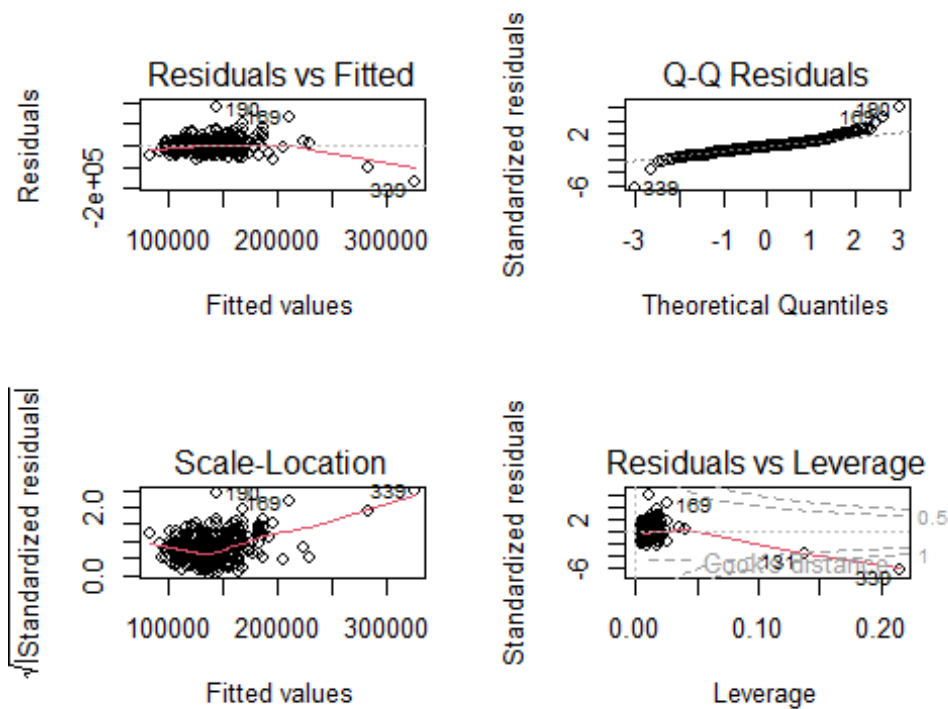 Residuals vs Fitted
Residuals
-2e+05
190
169
339
100000 200000 300000
Fitted values
Q-Q Residuals
Standardized residuals
2
-6
190
169
339
-3 -1 0 1 2 3
Theoretical Quantiles
Scale-Location
√|Standardized residuals|
2.0
0.0
190
169
339
100000 200000 300000
Fitted values
Residuals vs Leverage
Standardized residuals
2
-6
169
131
339
Cook's distance
0.5
1
0.00 0.10 0.20
Leverage